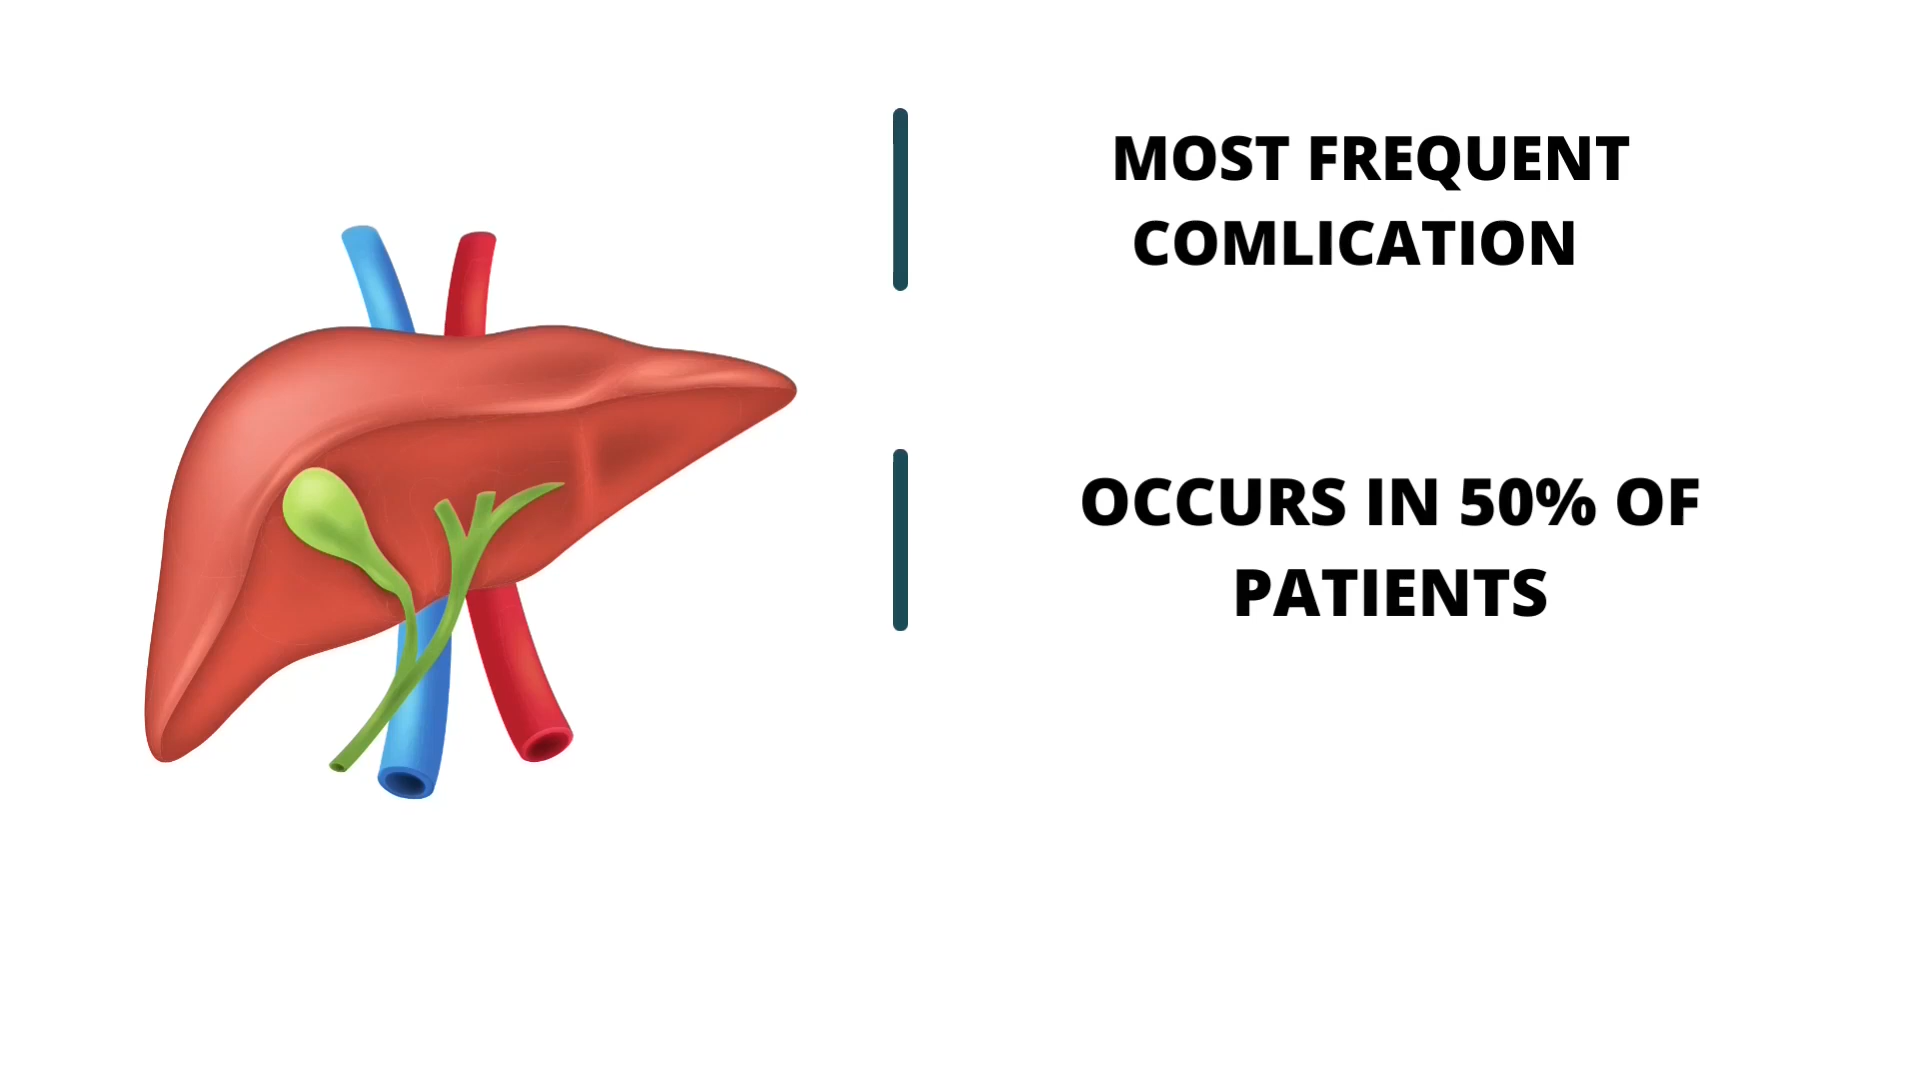 MOST FREQUENT
COMLICATION
OCCURS IN 50% OF
PATIENTS